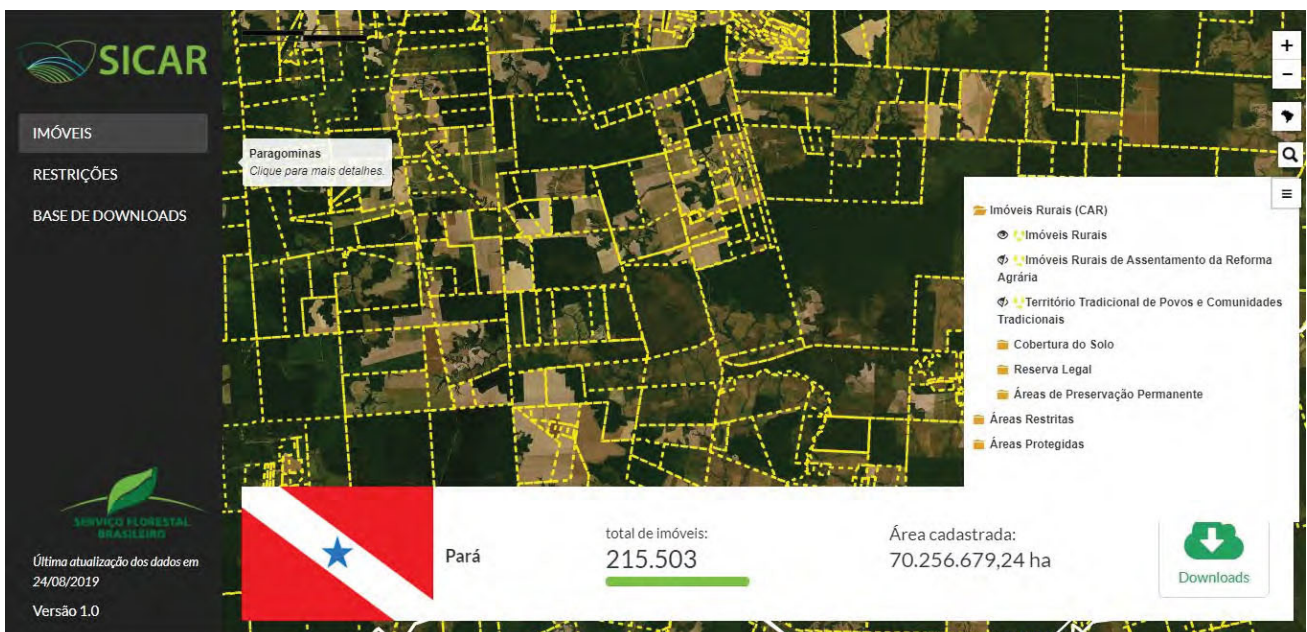 SICAR
IMÓVEIS
RESTRIÇÕES
BASE DE DOWNLOADS
SERVIÇO FLORESTAL
BRASILEIRO
Última atualização dos dados em
24/08/2019
Versão 1.0
Paragominas
Clique para mais detalhes.
+
−
Imóveis Rurais (CAR)
Imóveis Rurais
Imóveis Rurais de Assentamento da Reforma
Agrária
Território Tradicional de Povos e Comunidades
Tradicionais
Cobertura do Solo
Reserva Legal
Áreas de Preservação Permanente
Áreas Restritas
Áreas Protegidas
Pará
total de imóveis:
215.503
Área cadastrada:
70.256.679,24 ha
Downloads